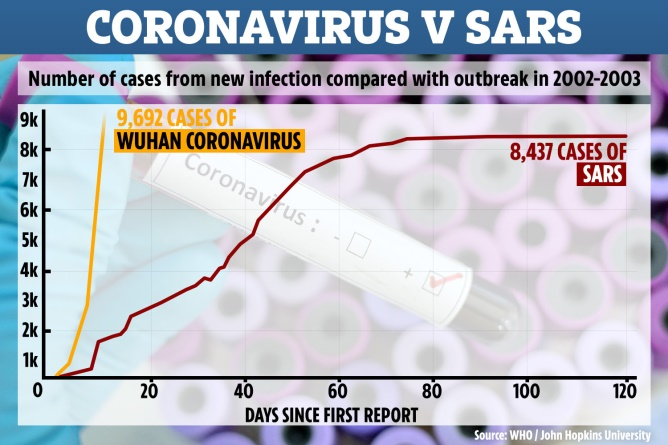 CORONAVIRUS V SARS
Number of cases from new infection compared with outbreak in 2002-2003
9,692 CASES OF
WUHAN CORONAVIRUS
8,437 CASES OF
SARS
Coronavirus :
-
+
9k
8k
7k
6k
5k
4k
3k
2k
1k
0 20 40 60 80 100 120
DAYS SINCE FIRST REPORT
Source: WHO / John Hopkins University